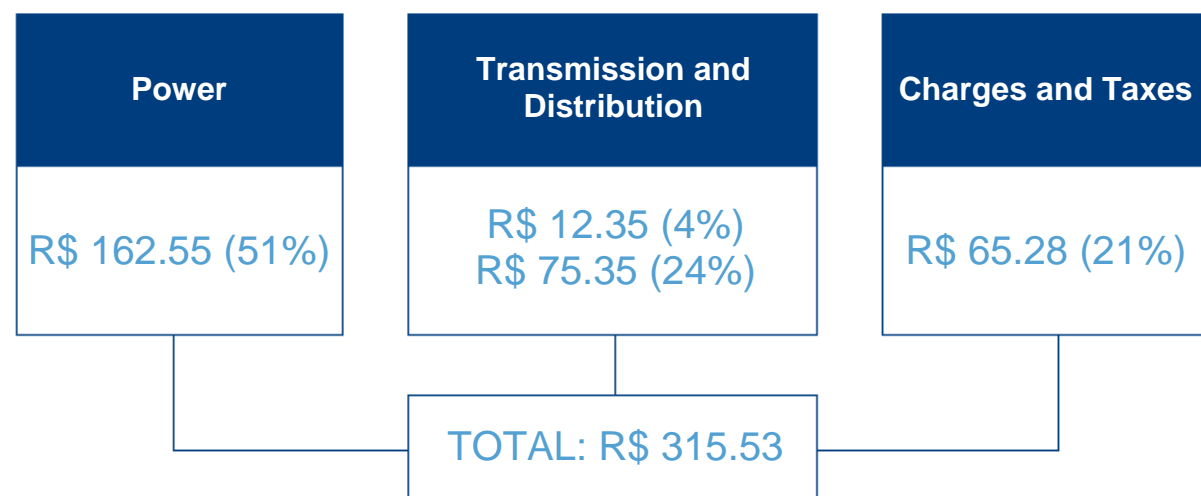 Power
R$ 162.55 (51%)
Transmission and
Distribution
R$ 12.35 (4%)
R$ 75.35 (24%)
Charges and Taxes
R$ 65.28 (21%)
TOTAL: R$ 315.53